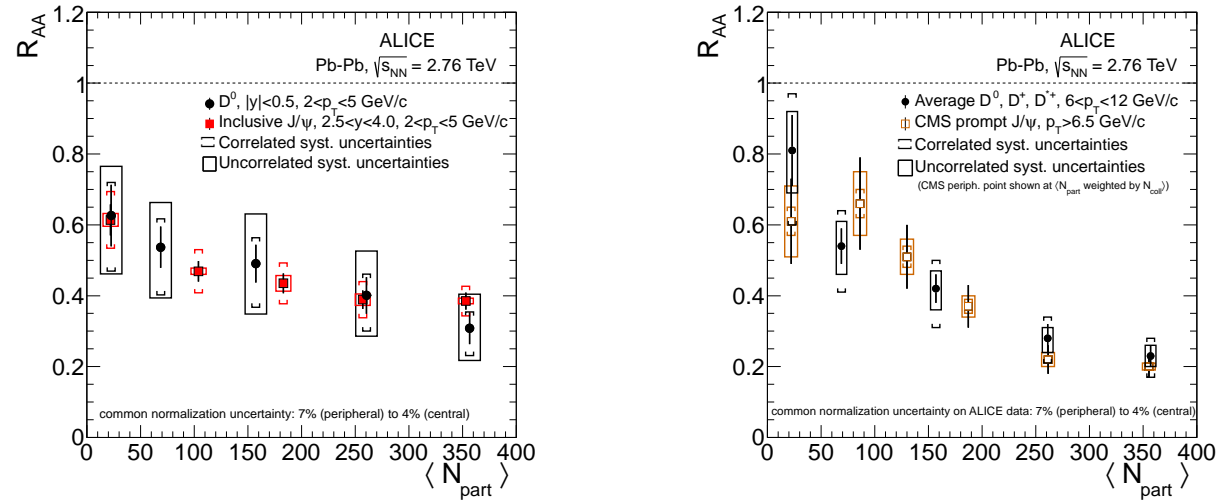 R_AA
1.2
1
0.8
0.6
0.4
0.2
0
ALICE
Pb-Pb, √s_NN = 2.76 TeV
D⁰, |y|<0.5, 2<p_T<5 GeV/c
Inclusive J/ψ, 2.5<y<4.0, 2<p_T<5 GeV/c
Correlated syst. uncertainties
Uncorrelated syst. uncertainties
common normalization uncertainty: 7% (peripheral) to 4% (central)
0 50 100 150 200 250 300 350 400
⟨ N_part ⟩
R_AA
1.2
1
0.8
0.6
0.4
0.2
0
ALICE
Pb-Pb, √s_NN = 2.76 TeV
Average D⁰, D⁺, D*⁺, 6<p_T<12 GeV/c
CMS prompt J/ψ, p_T>6.5 GeV/c
Correlated syst. uncertainties
Uncorrelated syst. uncertainties
(CMS periph. point shown at ⟨N_part weighted by N_coll⟩)
common normalization uncertainty on ALICE data: 7% (peripheral) to 4% (central)
0 50 100 150 200 250 300 350 400
⟨ N_part ⟩